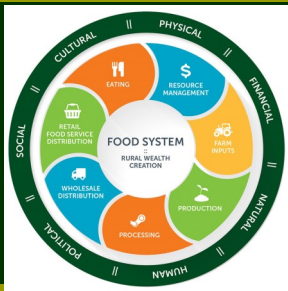 PHYSICAL
FINANCIAL
NATURAL
HUMAN
POLITICAL
SOCIAL
CULTURAL
EATING
$
RESOURCE
MANAGEMENT
FARM
INPUTS
PRODUCTION
PROCESSING
WHOLESALE
DISTRIBUTION
RETAIL
FOOD SERVICE
DISTRIBUTION
FOOD SYSTEM
::
RURAL WEALTH
CREATION